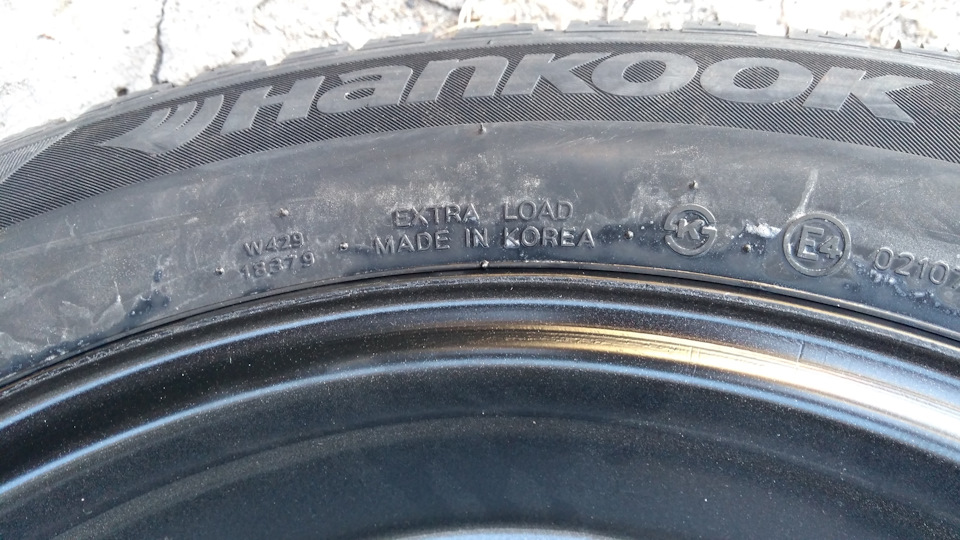 HANKOOK
EXTRA LOAD
MADE IN KOREA
W429
18379
K
E4
02107